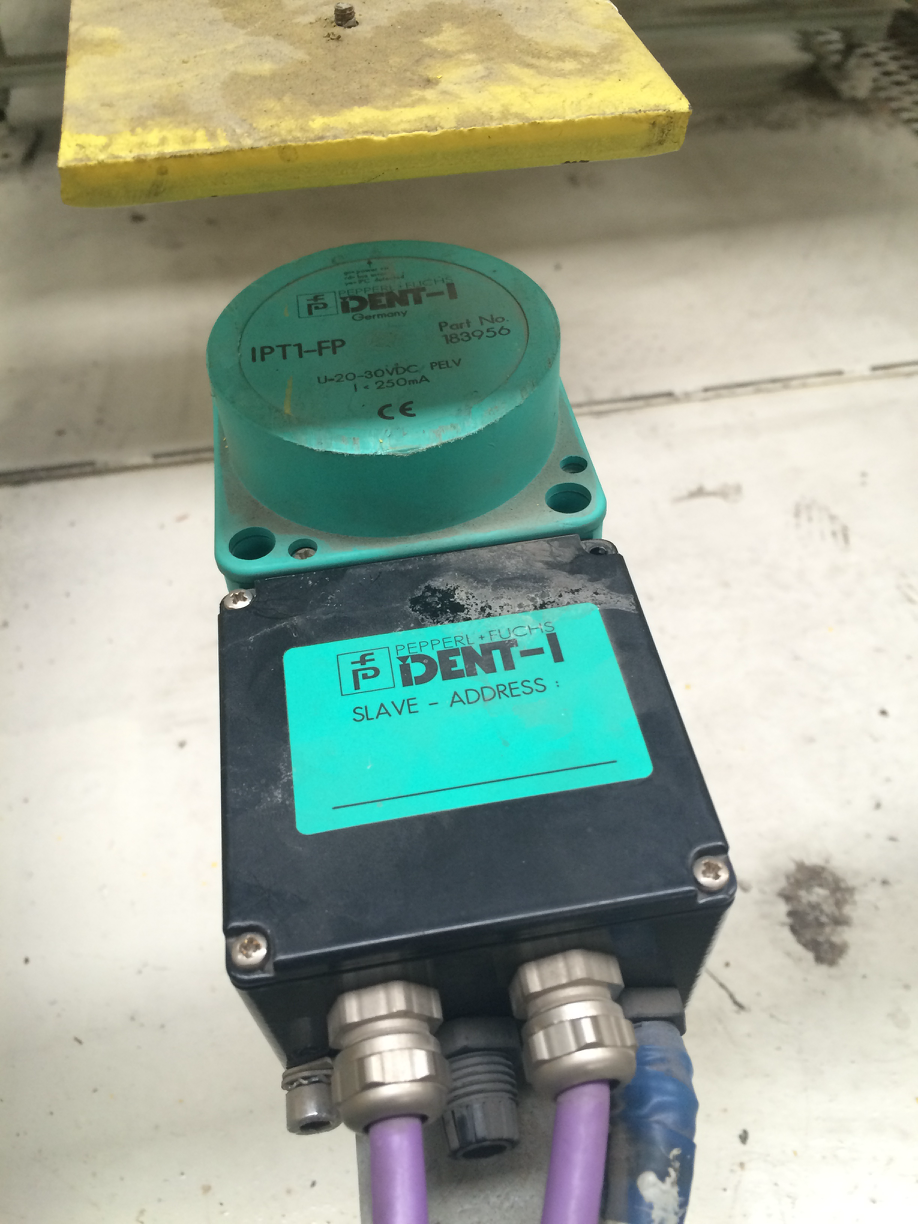 PEPPERL+FUCHS
IDENT-I
Germany
Part No.
183956
IPT1-FP
U=20-30VDC PELV
I = 250mA
CE
PEPPERL+FUCHS
IDENT-I
SLAVE - ADDRESS :